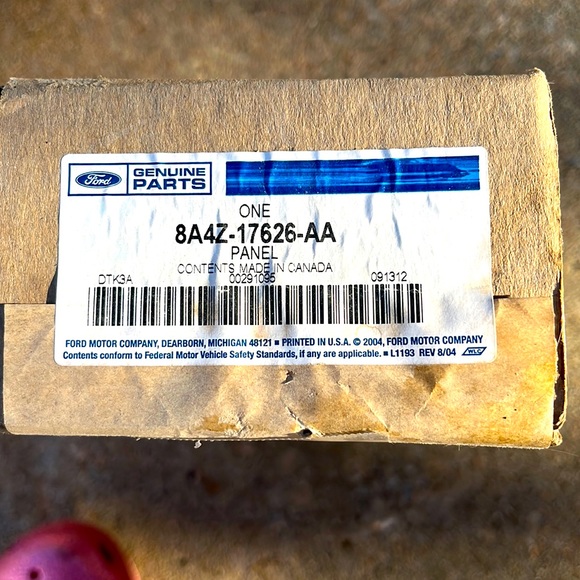 Ford
GENUINE
PARTS
ONE
8A4Z-17626-AA
PANEL
CONTENTS MADE IN CANADA
DTK3A 00291095 091312
FORD MOTOR COMPANY, DEARBORN, MICHIGAN 48121 ■ PRINTED IN U.S.A. © 2004, FORD MOTOR COMPANY
Contents conform to Federal Motor Vehicle Safety Standards, if any are applicable. ■ L1193 REV 8/04 WLC